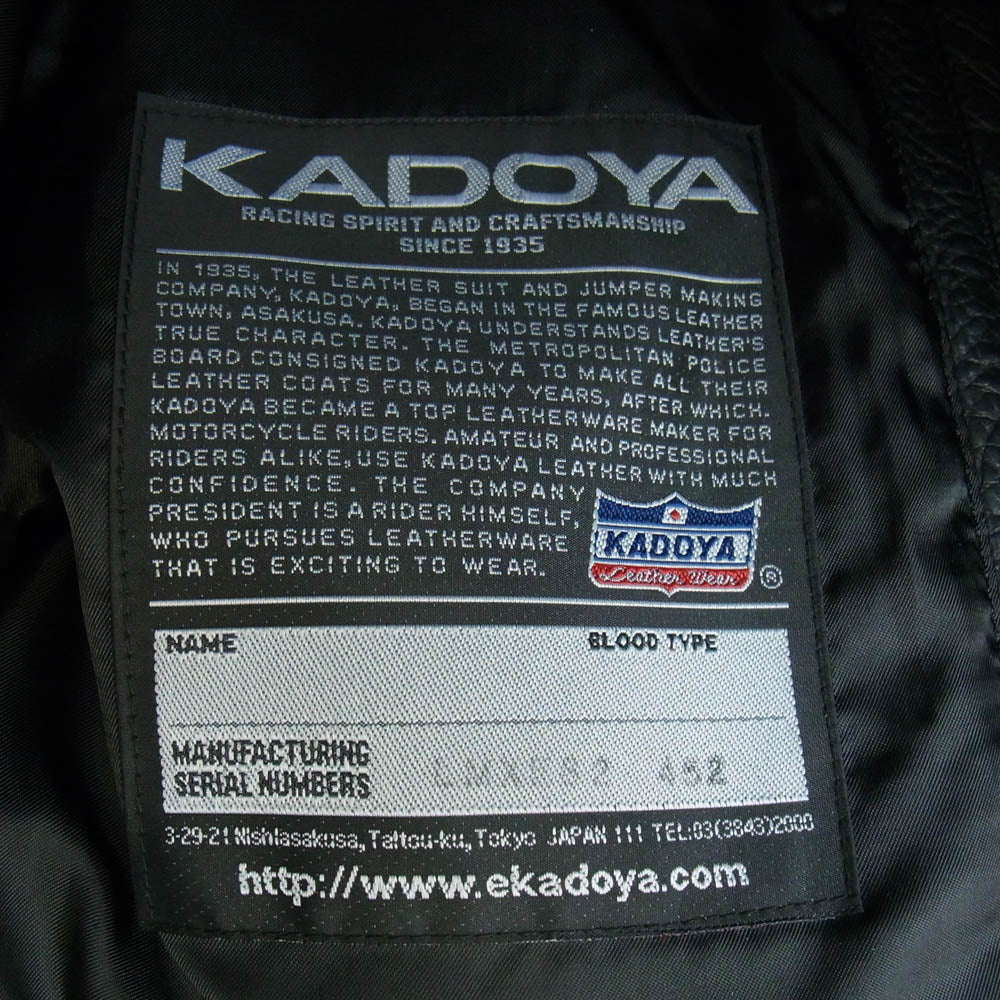 KADOYA
RACING SPIRIT AND CRAFTSMANSHIP
SINCE 1935
IN 1935, THE LEATHER SUIT AND JUMPER MAKING
COMPANY, KADOYA, BEGAN IN THE FAMOUS LEATHER
TOWN, ASAKUSA. KADOYA UNDERSTANDS LEATHER'S
TRUE CHARACTER. THE METROPOLITAN POLICE
BOARD CONSIGNED KADOYA TO MAKE ALL THEIR
LEATHER COATS FOR MANY YEARS, AFTER WHICH.
KADOYA BECAME A TOP LEATHERWARE MAKER FOR
MOTORCYCLE RIDERS. AMATEUR AND PROFESSIONAL
RIDERS ALIKE, USE KADOYA LEATHER WITH MUCH
CONFIDENCE. THE COMPANY
PRESIDENT IS A RIDER HIMSELF,
WHO PURSUES LEATHERWARE
THAT IS EXCITING TO WEAR.
KADOYA
Leather Wear ®
NAME BLOOD TYPE
MANUFACTURING
SERIAL NUMBERS 452
3-29-21 Nishiasakusa, Taitou-ku, Tokyo JAPAN 111 TEL:03(3843)2000
http://www.ekadoya.com